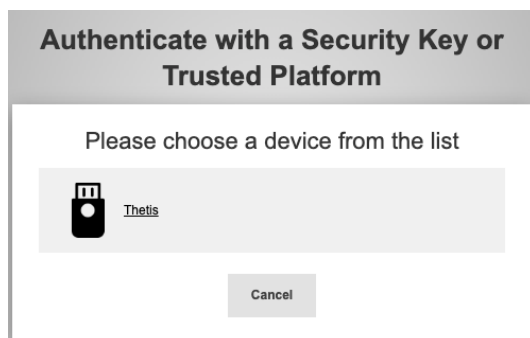 Authenticate with a Security Key or
Trusted Platform
Please choose a device from the list
Thetis
Cancel